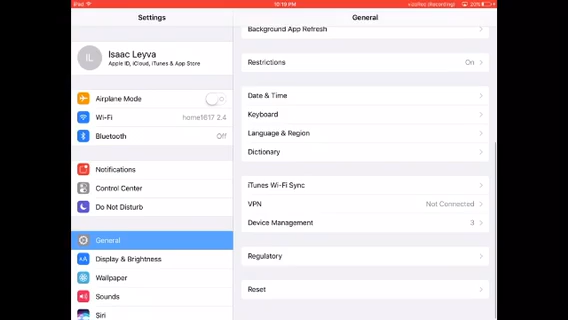 iPad
10:19 PM
(Recording)
20%
Settings
General
IL
Isaac Leyva
Apple ID, iCloud, iTunes & App Store
Airplane Mode
Wi-Fi
home1617 2.4
Bluetooth
Off
Notifications
Control Center
Do Not Disturb
General
Display & Brightness
Wallpaper
Sounds
Siri
Background App Refresh
Restrictions
On
Date & Time
Keyboard
Language & Region
Dictionary
iTunes Wi-Fi Sync
VPN
Not Connected
Device Management
3
Regulatory
Reset